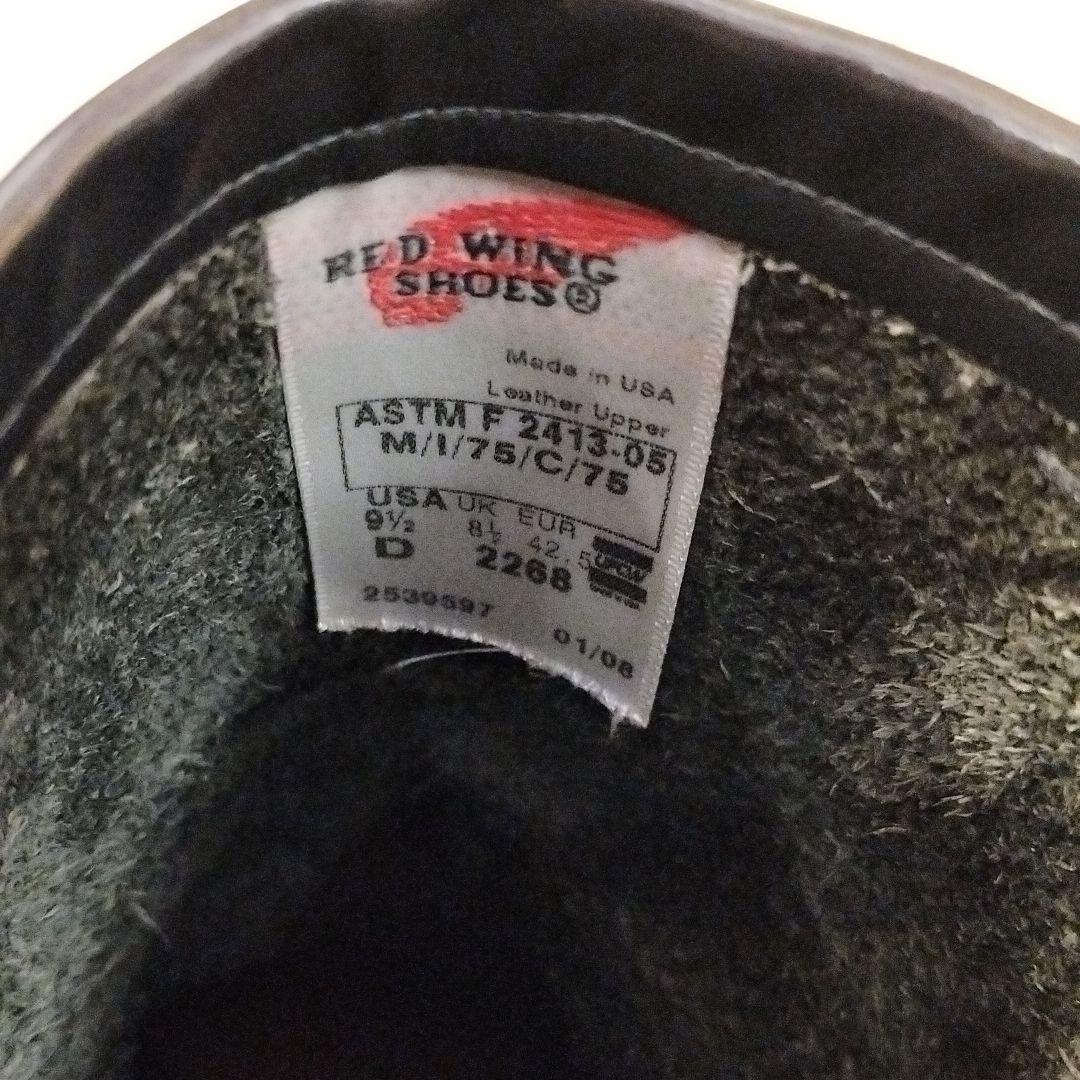 RED WING
SHOES®
Made in USA
Leather Upper
ASTM F 2413-05
M/I/75/C/75
USA UK EUR
9½ 8½ 42.5
D 2268
2539597
01/08